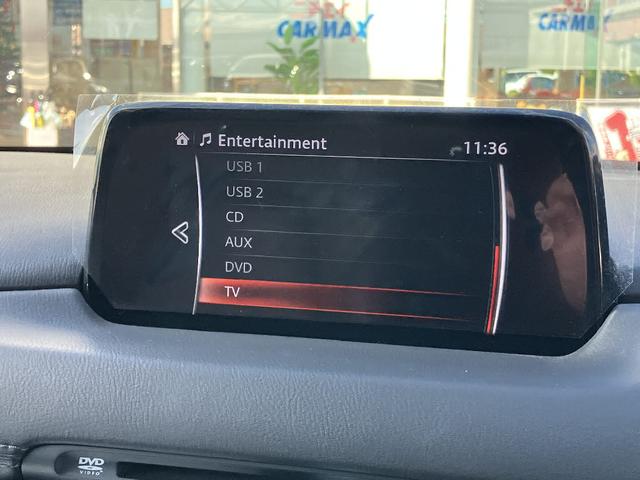 CARMAX
CARMAX
Entertainment
11:36
USB 1
USB 2
CD
AUX
DVD
TV
DVD
VIDEO